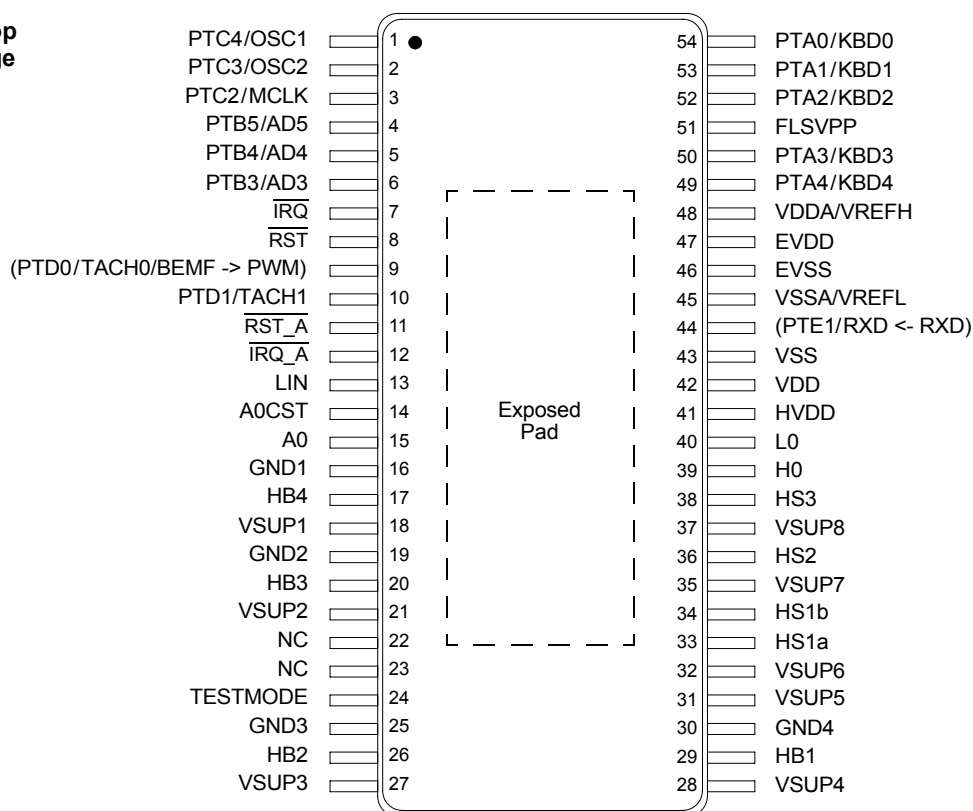 op
ge
PTC4/OSC1 1 54 PTA0/KBD0
PTC3/OSC2 2 53 PTA1/KBD1
PTC2/MCLK 3 52 PTA2/KBD2
PTB5/AD5 4 51 FLSVPP
PTB4/AD4 5 50 PTA3/KBD3
PTB3/AD3 6 49 PTA4/KBD4
IRQ 7 48 VDDA/VREFH
RST 8 47 EVDD
(PTD0/TACH0/BEMF -> PWM) 9 46 EVSS
PTD1/TACH1 10 45 VSSA/VREFL
RST_A 11 44 (PTE1/RXD <- RXD)
IRQ_A 12 43 VSS
LIN 13 42 VDD
A0CST 14 41 HVDD
A0 15 40 L0
GND1 16 39 H0
HB4 17 38 HS3
VSUP1 18 37 VSUP8
GND2 19 36 HS2
HB3 20 35 VSUP7
VSUP2 21 34 HS1b
NC 22 33 HS1a
NC 23 32 VSUP6
TESTMODE 24 31 VSUP5
GND3 25 30 GND4
HB2 26 29 HB1
VSUP3 27 28 VSUP4
Exposed
Pad